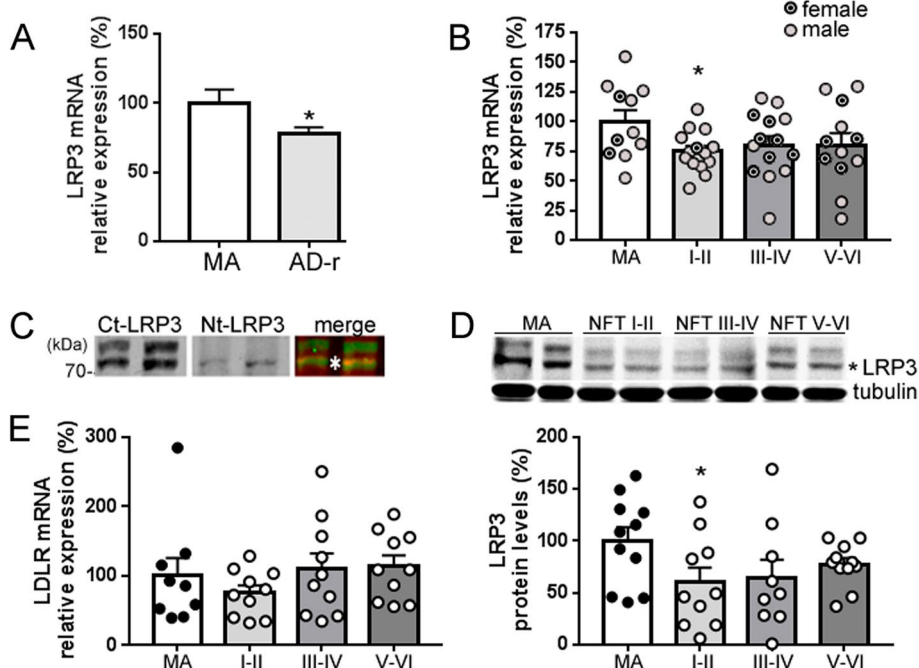 A
LRP3 mRNA
relative expression (%)
150
100
50
0
*
MA
AD-r
B
LRP3 mRNA
relative expression (%)
175
150
125
100
75
50
25
0
female
male
*
MA
I-II
III-IV
V-VI
C
Ct-LRP3
Nt-LRP3
merge
(kDa)
70-
*
D
MA
NFT I-II
NFT III-IV
NFT V-VI
* LRP3
tubulin
E
LDLR mRNA
relative expression (%)
300
200
100
0
MA
I-II
III-IV
V-VI
LRP3
protein levels (%)
200
150
100
50
0
*
MA
I-II
III-IV
V-VI